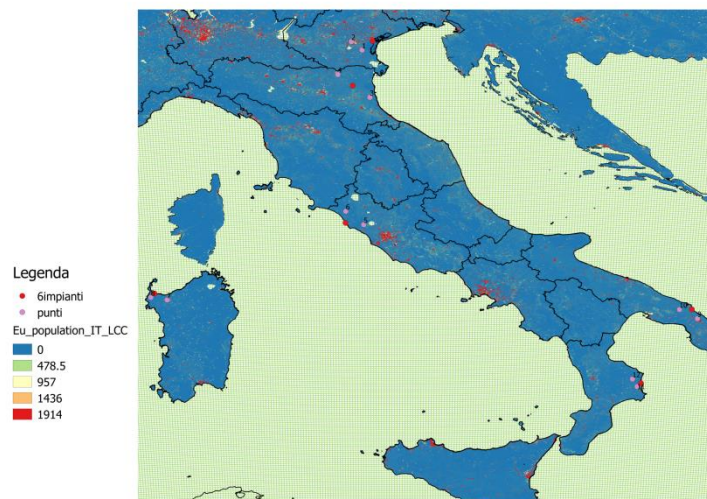 Legenda
6impianti
punti
Eu_population_IT_LCC
0
478.5
957
1436
1914